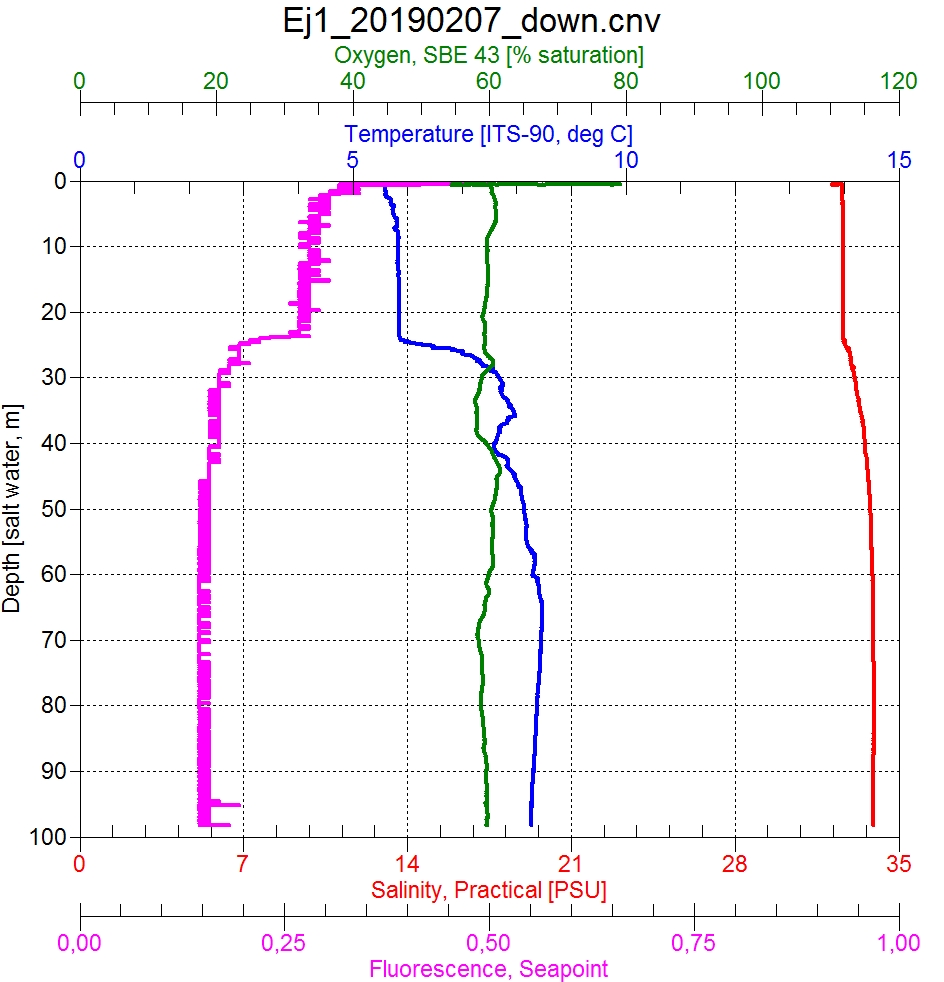 Ej1_20190207_down.cnv
Oxygen, SBE 43 [% saturation]
0 20 40 60 80 100 120
Temperature [ITS-90, deg C]
0 5 10 15
0
10
20
30
40
50
60
70
80
90
100
Depth [salt water, m]
0 7 14 21 28 35
Salinity, Practical [PSU]
0,00 0,25 0,50 0,75 1,00
Fluorescence, Seapoint